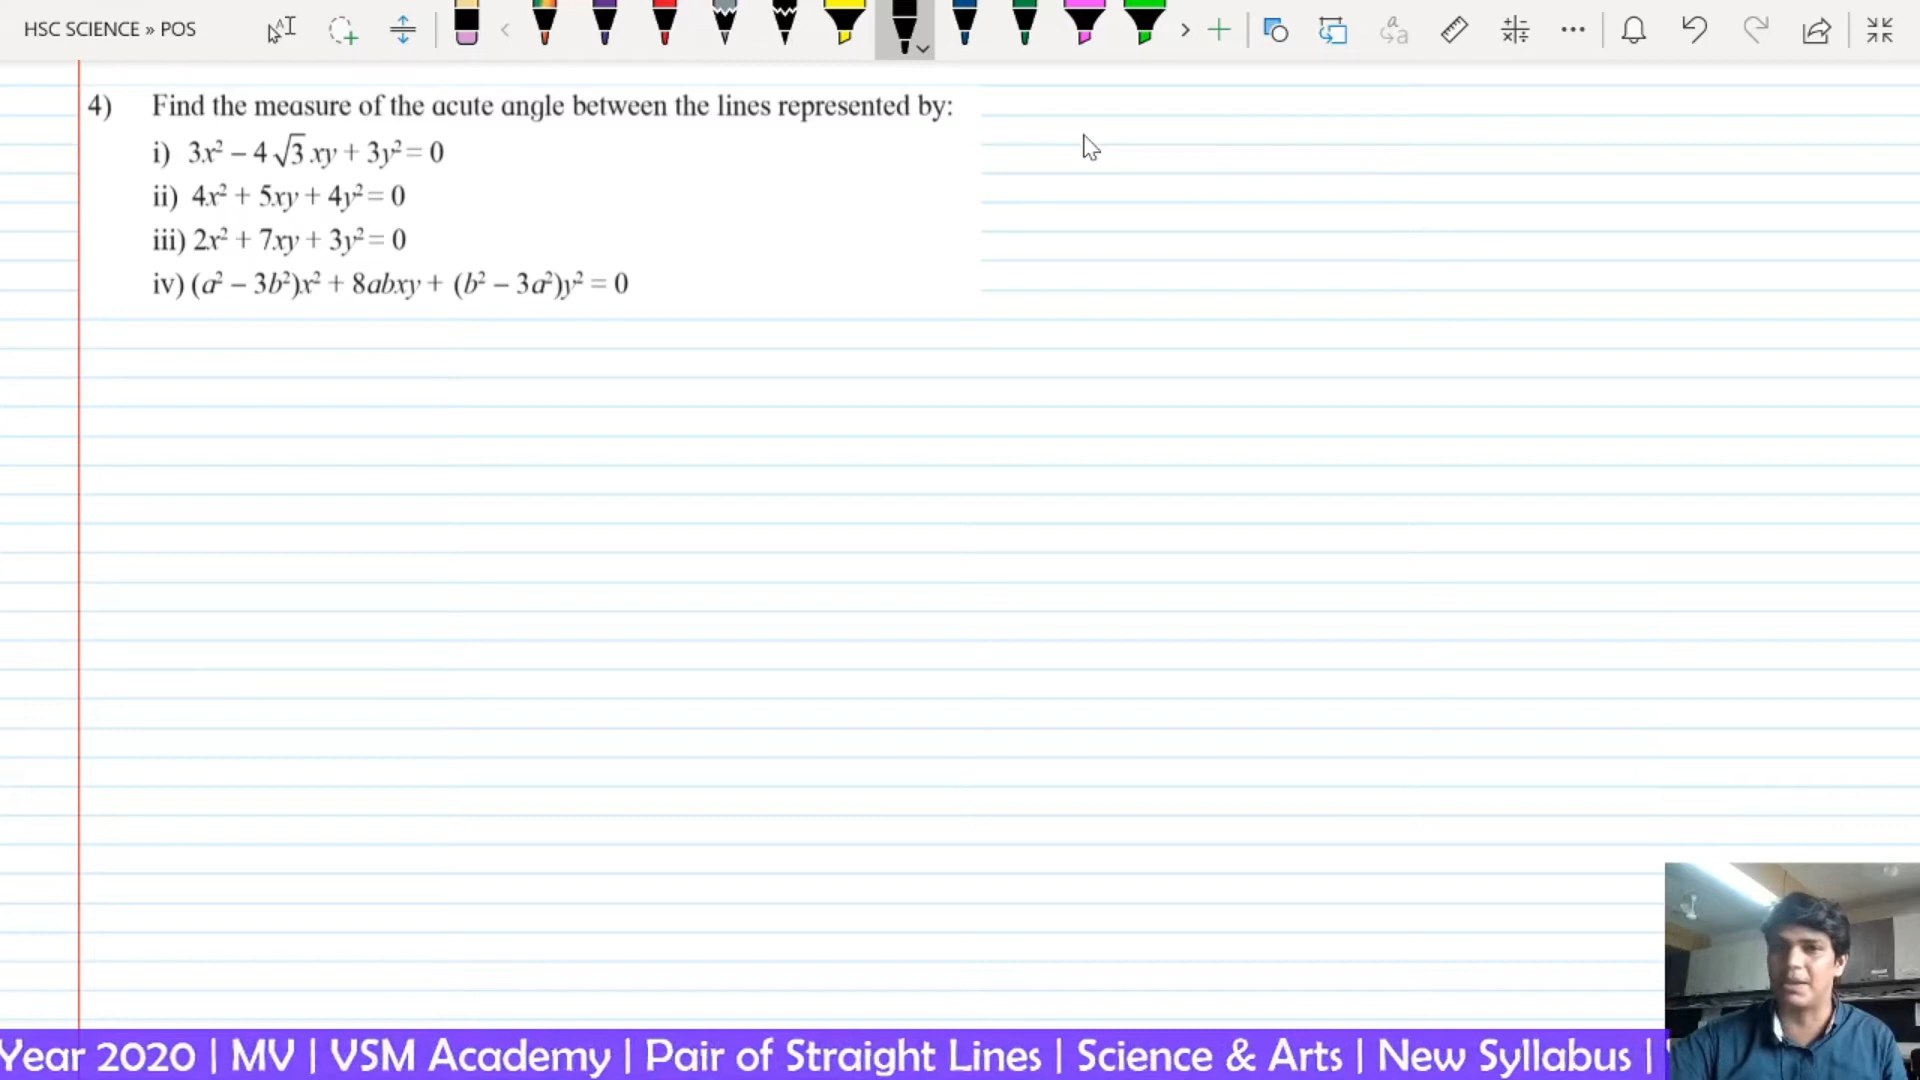 HSC SCIENCE » POS
4) Find the measure of the acute angle between the lines represented by:
i) 3x² – 4√3 xy + 3y² = 0
ii) 4x² + 5xy + 4y² = 0
iii) 2x² + 7xy + 3y² = 0
iv) (a² – 3b²)x² + 8abxy + (b² – 3a²)y² = 0
Year 2020 | MV | VSM Academy | Pair of Straight Lines | Science & Arts | New Syllabus |